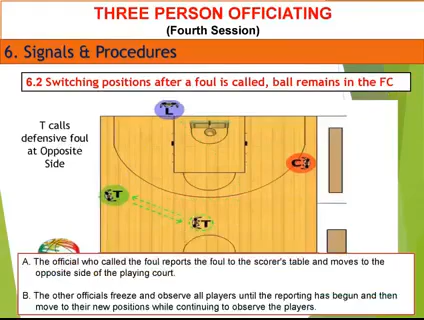 THREE PERSON OFFICIATING
(Fourth Session)
6. Signals & Procedures
6.2 Switching positions after a foul is called, ball remains in the FC
T calls
defensive foul
at Opposite
Side
L
C
T
T
A. The official who called the foul reports the foul to the scorer's table and moves to the
opposite side of the playing court.
B. The other officials freeze and observe all players until the reporting has begun and then
move to their new positions while continuing to observe the players.